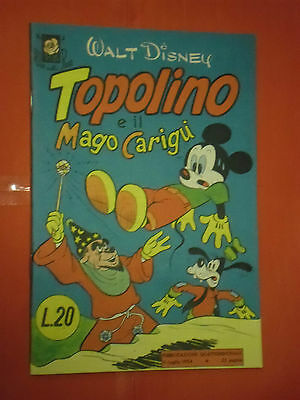 WALT DISNEY
Topolino
e il
Mago Carigù
L.20